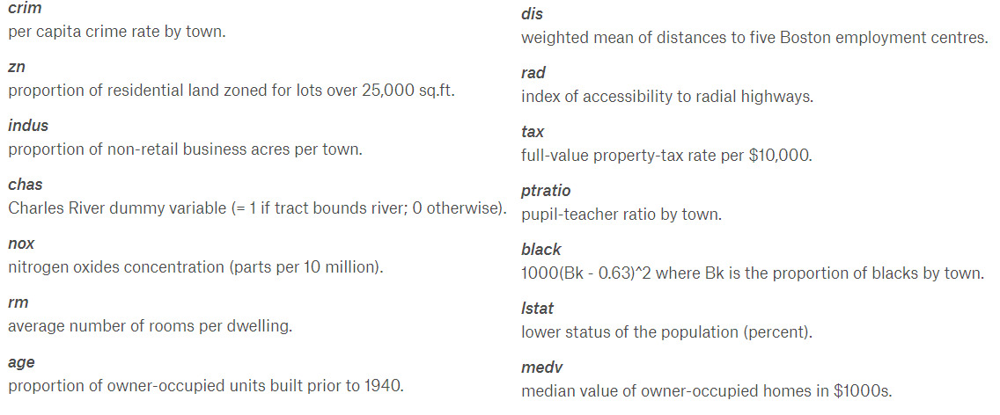 crim
per capita crime rate by town.
zn
proportion of residential land zoned for lots over 25,000 sq.ft.
indus
proportion of non-retail business acres per town.
chas
Charles River dummy variable (= 1 if tract bounds river; 0 otherwise).
nox
nitrogen oxides concentration (parts per 10 million).
rm
average number of rooms per dwelling.
age
proportion of owner-occupied units built prior to 1940.
dis
weighted mean of distances to five Boston employment centres.
rad
index of accessibility to radial highways.
tax
full-value property-tax rate per $10,000.
ptratio
pupil-teacher ratio by town.
black
1000(Bk - 0.63)^2 where Bk is the proportion of blacks by town.
lstat
lower status of the population (percent).
medv
median value of owner-occupied homes in $1000s.